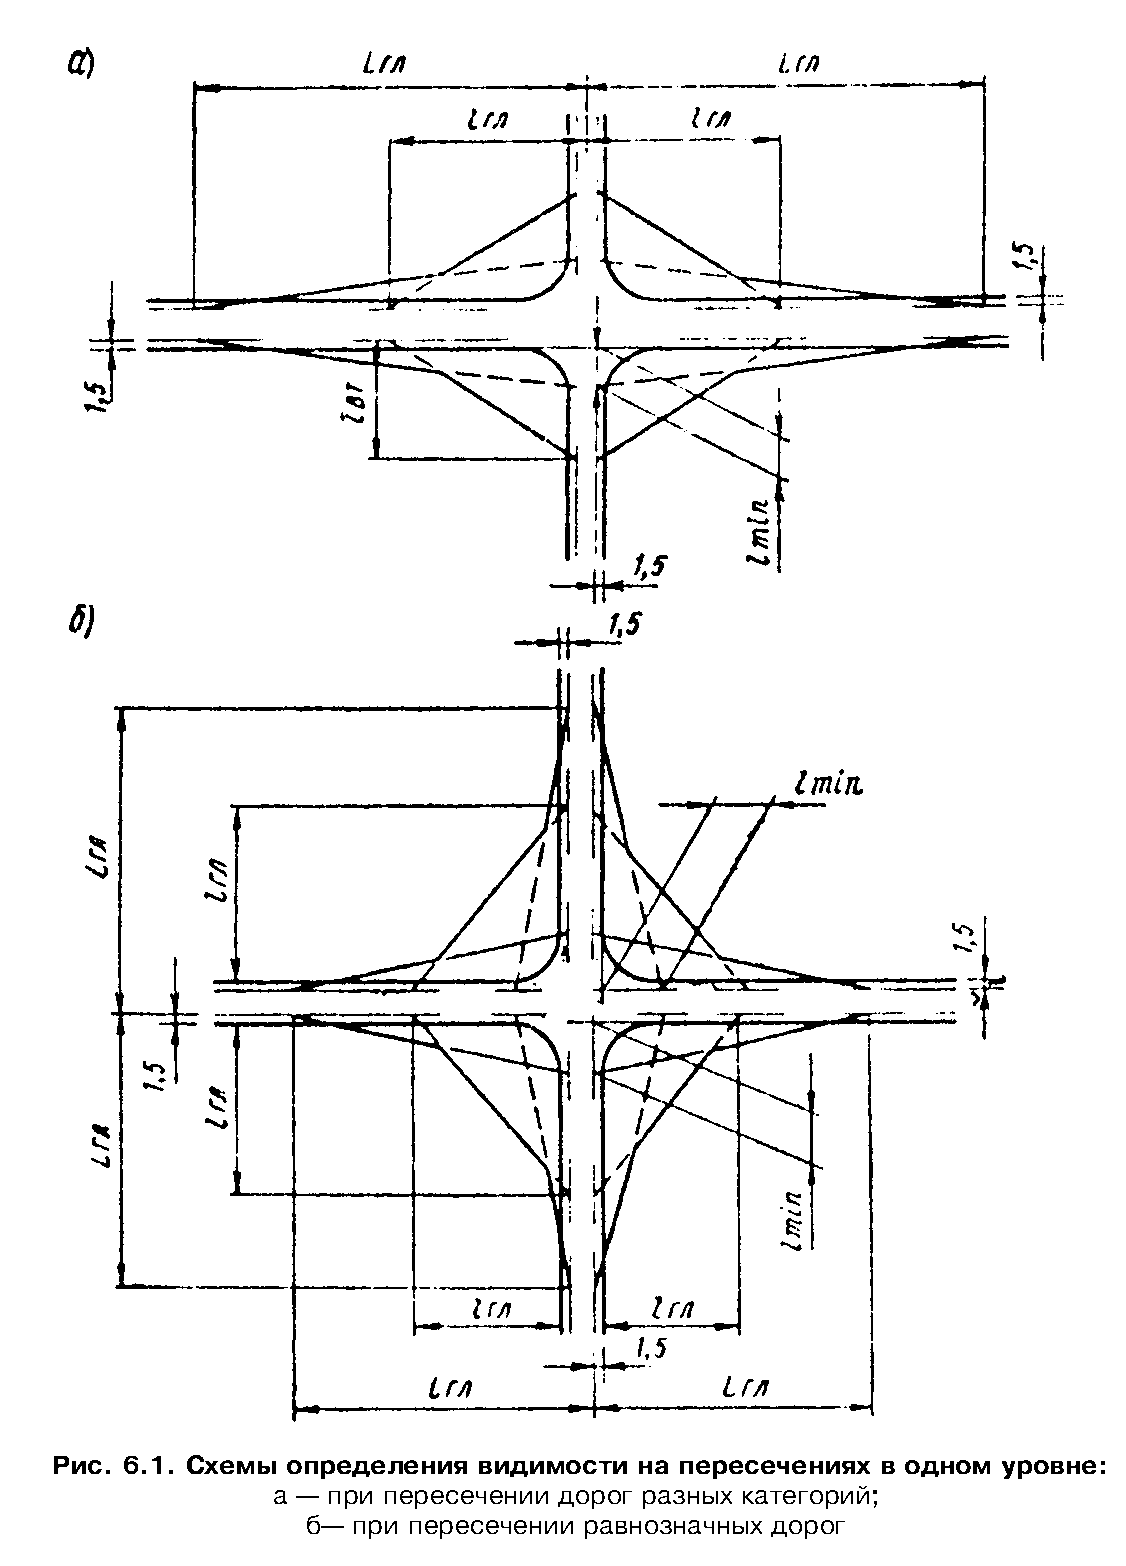 а)
Lгл Lгл
lгл lгл
1,5
1,5
lвт
lmin
1,5
б)
1,5
lmin
Lгл
lгл
1,5
1,5
lгл
Lгл
lmin
lгл lгл
1,5
Lгл Lгл
Рис. 6.1. Схемы определения видимости на пересечениях в одном уровне:
а — при пересечении дорог разных категорий;
б— при пересечении равнозначных дорог